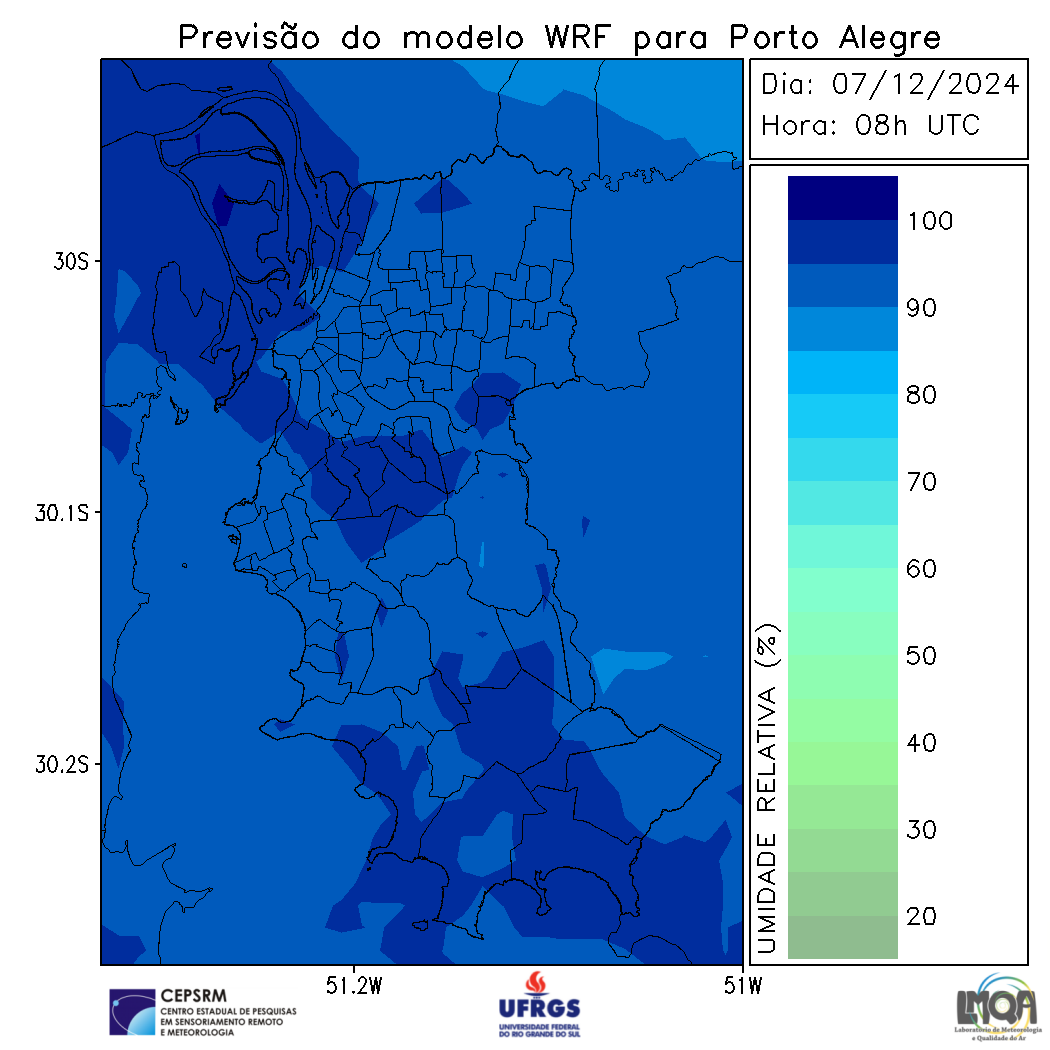 Previsão do modelo WRF para Porto Alegre
Dia: 07/12/2024
Hora: 08h UTC
30S
30.1S
30.2S
51.2W
51W
100
90
80
70
60
50
40
30
20
UMIDADE RELATIVA (%)
CEPSRM
CENTRO ESTADUAL DE PESQUISAS
EM SENSORIAMENTO REMOTO
E METEOROLOGIA
UFRGS
UNIVERSIDADE FEDERAL
DO RIO GRANDE DO SUL
LMQA
Laboratório de Meteorologia
e Qualidade do Ar